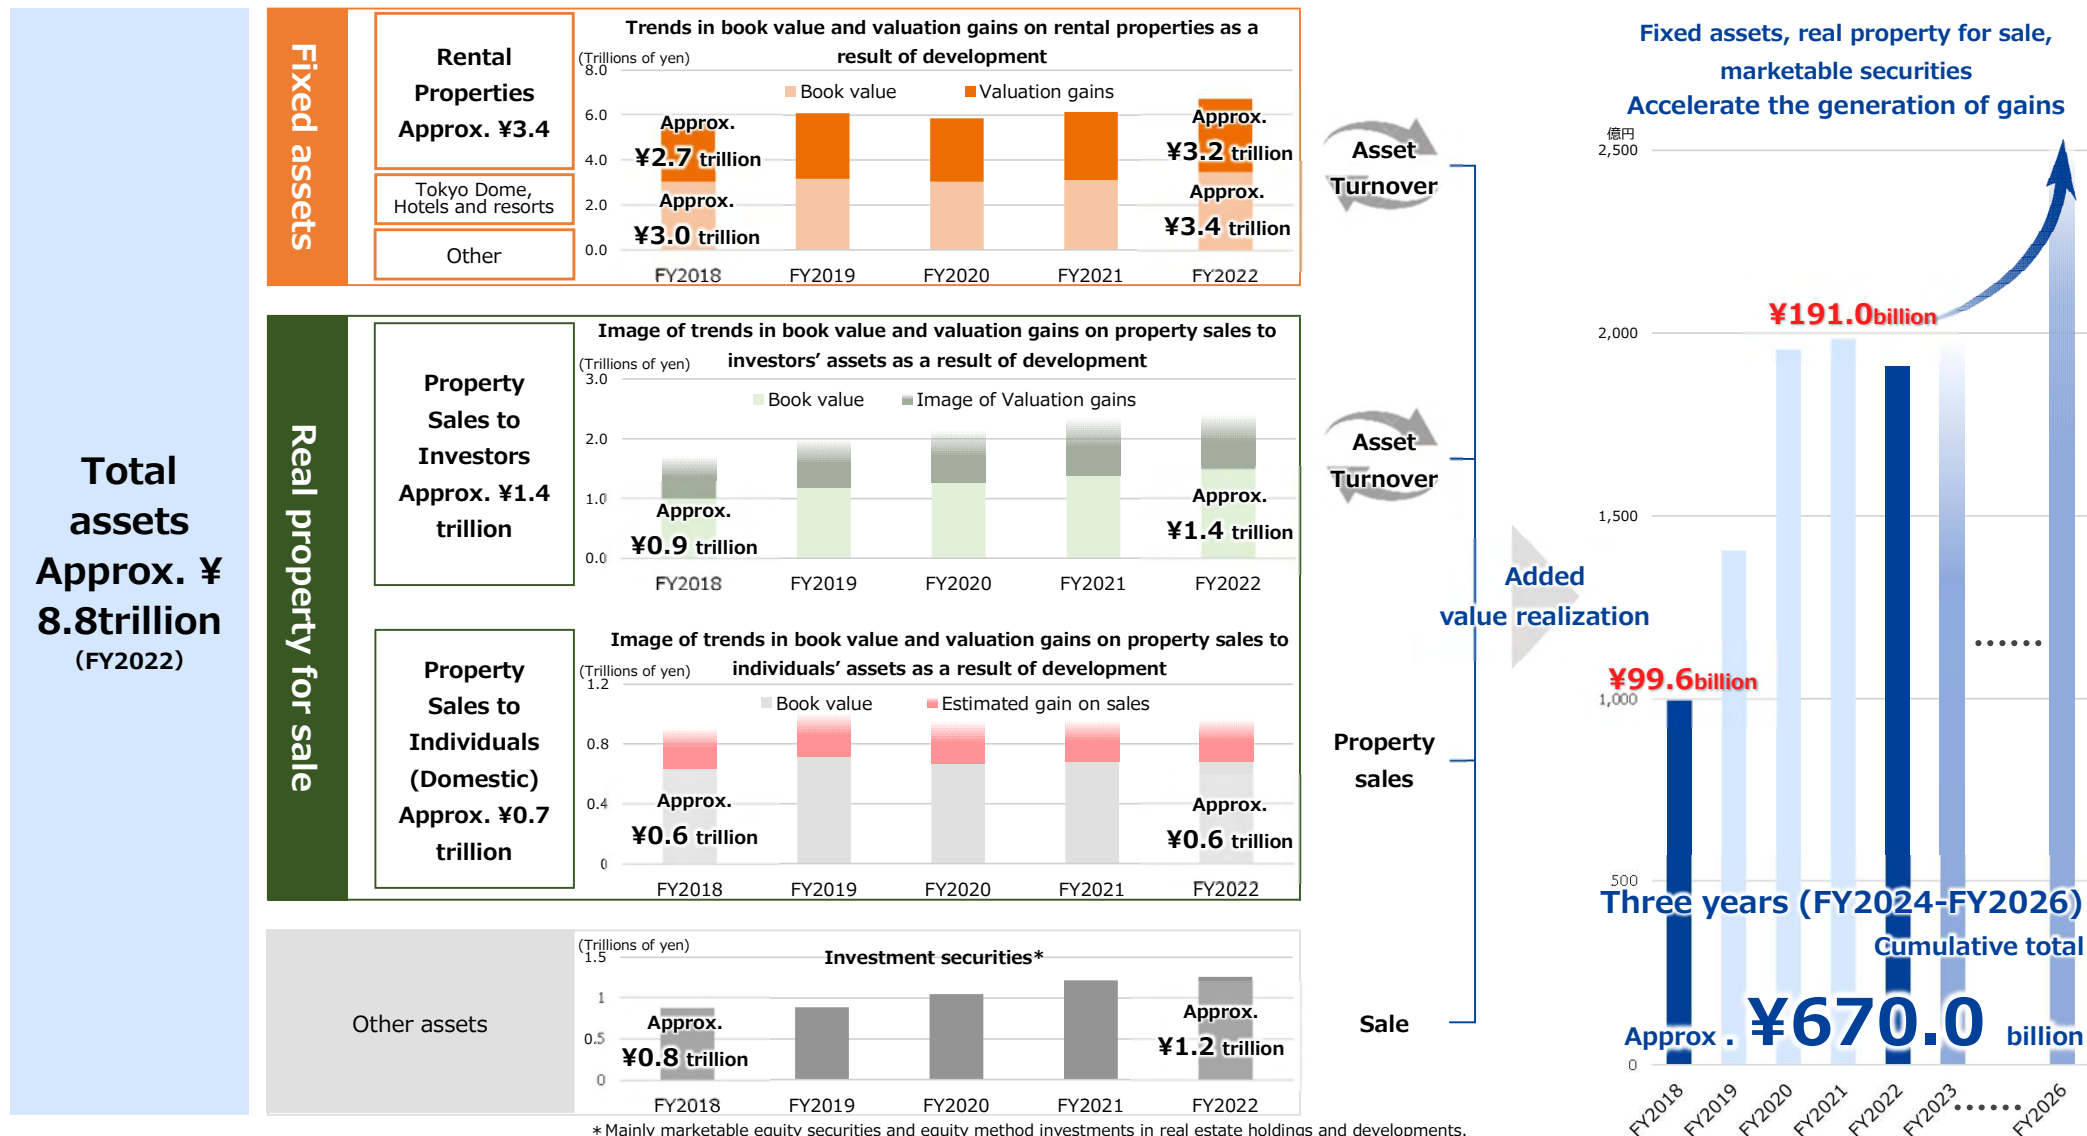 Total
assets
Approx. ¥
8.8trillion
（FY2022）
Fixed assets
Rental
Properties
Approx. ¥3.4
Tokyo Dome,
Hotels and resorts
Other
Trends in book value and valuation gains on rental properties as a
result of development
(Trillions of yen)
Book value
Valuation gains
8.0
6.0
4.0
2.0
0.0
Approx.
¥2.7 trillion
Approx.
¥3.0 trillion
Approx.
¥3.2 trillion
Approx.
¥3.4 trillion
FY2018
FY2019
FY2020
FY2021
FY2022
Asset
Turnover
Real property for sale
Property
Sales to
Investors
Approx. ¥1.4
trillion
Image of trends in book value and valuation gains on property sales to
investors’ assets as a result of development
(Trillions of yen)
Book value
Image of Valuation gains
3.0
2.0
1.0
0.0
Approx.
¥0.9 trillion
Approx.
¥1.4 trillion
FY2018
FY2019
FY2020
FY2021
FY2022
Asset
Turnover
Property
Sales to
Individuals
(Domestic)
Approx. ¥0.7
trillion
Image of trends in book value and valuation gains on property sales to
individuals’ assets as a result of development
(Trillions of yen)
Book value
Estimated gain on sales
1.2
0.8
0.4
0
Approx.
¥0.6 trillion
Approx.
¥0.6 trillion
FY2018
FY2019
FY2020
FY2021
FY2022
Property
sales
Other assets
(Trillions of yen)
Investment securities*
1.5
1
0.5
0
Approx.
¥0.8 trillion
Approx.
¥1.2 trillion
FY2018
FY2019
FY2020
FY2021
FY2022
Sale
＊Mainly marketable equity securities and equity method investments in real estate holdings and developments.
Added
value realization
Fixed assets, real property for sale,
marketable securities
Accelerate the generation of gains
億円
2,500
2,000
1,500
1,000
500
0
¥99.6billion
¥191.0billion
……
Three years (FY2024-FY2026)
Cumulative total
Approx . ¥670.0 billion
FY2018
FY2019
FY2020
FY2021
FY2022
FY2023
……
FY2026